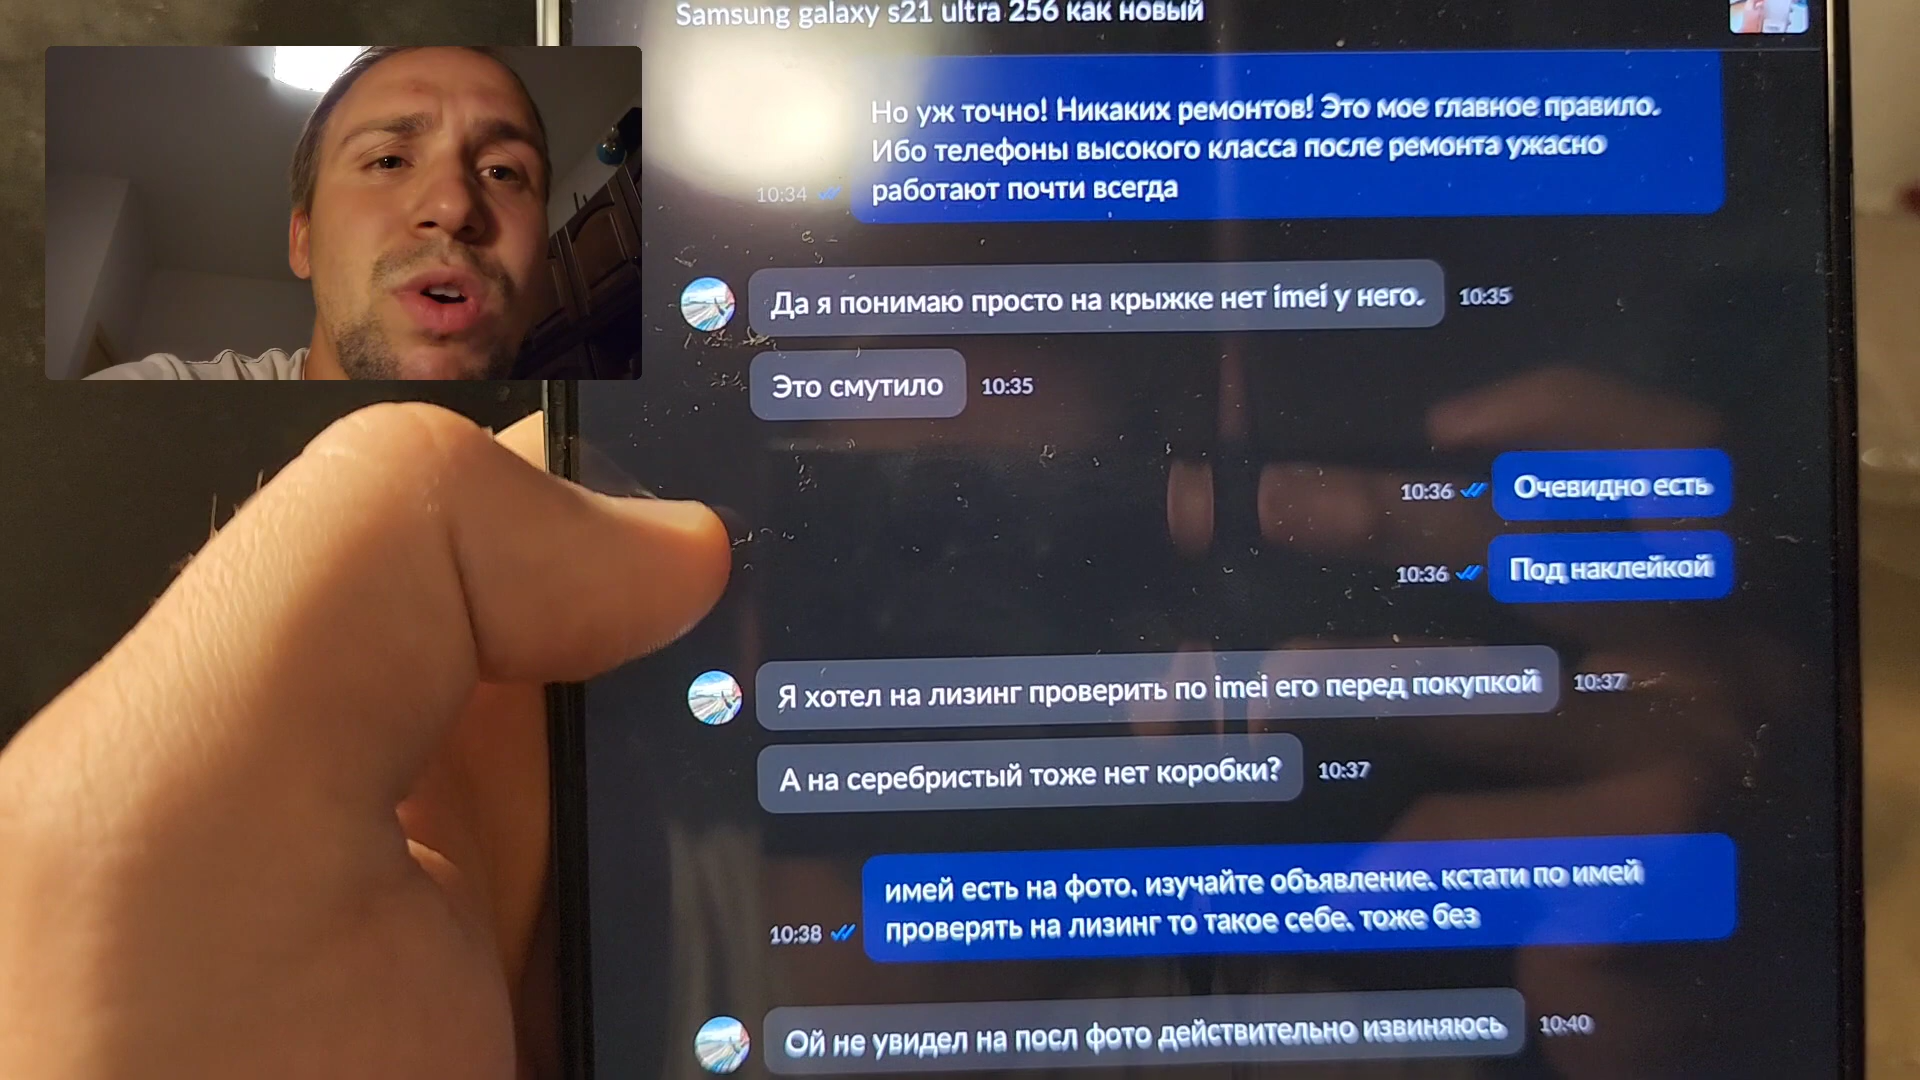 Samsung galaxy s21 ultra 256 как новый
Но уж точно! Никаких ремонтов! Это мое главное правило.
Ибо телефоны высокого класса после ремонта ужасно
работают почти всегда
10:34
Да я понимаю просто на крыжке нет imei у него.
10:35
Это смутило
10:35
Очевидно есть
10:36
Под наклейкой
10:36
Я хотел на лизинг проверить по imei его перед покупкой
10:37
А на серебристый тоже нет коробки?
10:37
имей есть на фото. изучайте объявление. кстати по имей
проверять на лизинг то такое себе. тоже без
10:38
Ой не увидел на посл фото действительно извиняюсь
10:40